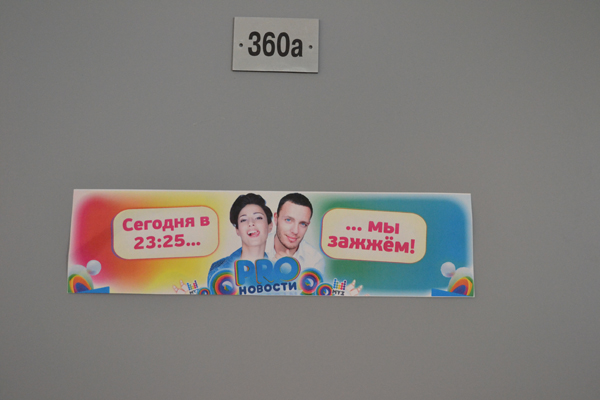 360a
Сегодня в
23:25...
... мы
зажжём!
PRO
НОВОСТИ